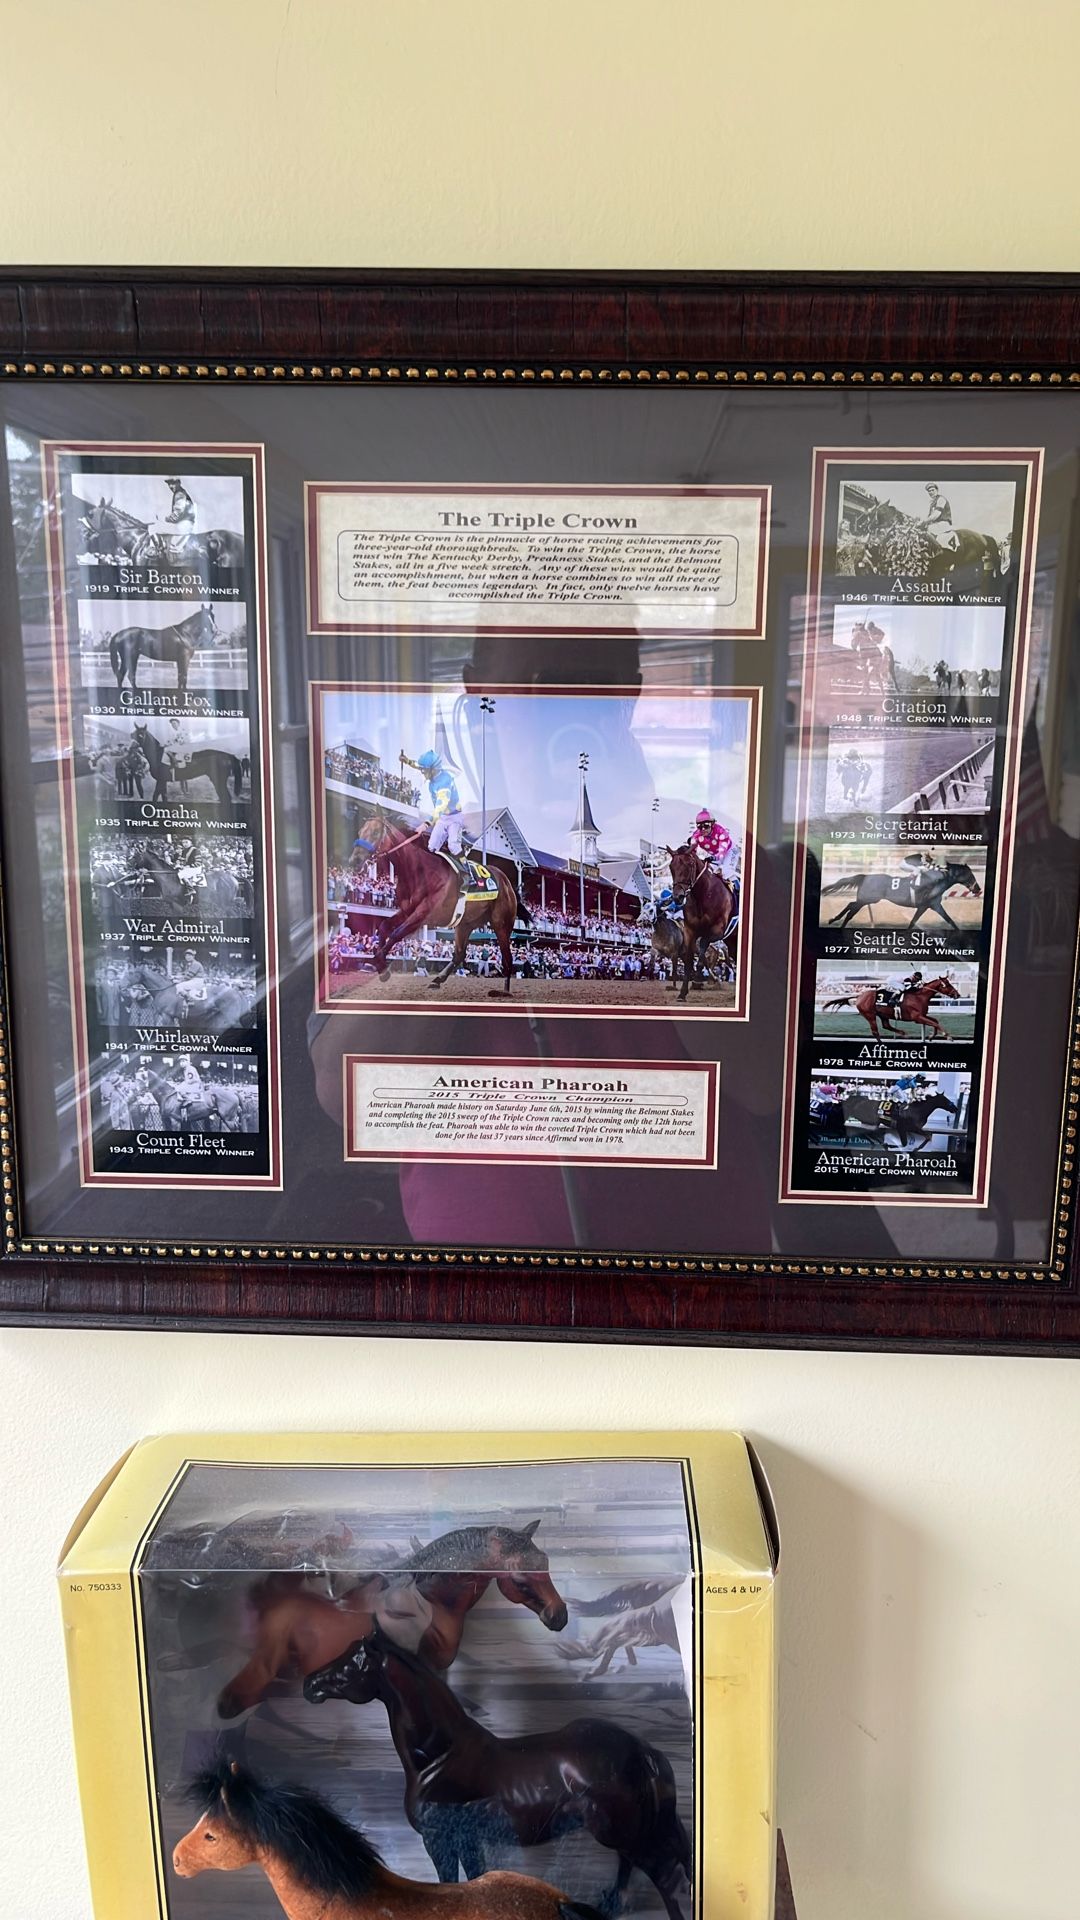 Sir Barton
1919 Triple Crown Winner
Gallant Fox
1930 Triple Crown Winner
Omaha
1935 Triple Crown Winner
War Admiral
1937 Triple Crown Winner
Whirlaway
1941 Triple Crown Winner
Count Fleet
1943 Triple Crown Winner
The Triple Crown
The Triple Crown is the pinnacle of horse racing achievements for
three-year-old thoroughbreds. To win the Triple Crown, the horse
must win The Kentucky Derby, Preakness Stakes, and the Belmont
Stakes, all in a five week stretch. Any of these wins would be quite
an accomplishment, but when a horse combines to win all three of
them, the feat becomes legendary. In fact, only twelve horses have
accomplished the Triple Crown.
American Pharoah
2015 Triple Crown Champion
American Pharoah made history on Saturday June 6th, 2015 by winning the Belmont Stakes
and completing the 2015 sweep of the Triple Crown races and becoming only the 12th horse
to accomplish the feat. Pharoah was able to win the coveted Triple Crown which had not been
done for the last 37 years since Affirmed won in 1978.
Assault
1946 Triple Crown Winner
Citation
1948 Triple Crown Winner
Secretariat
1973 Triple Crown Winner
8
Seattle Slew
1977 Triple Crown Winner
3
Affirmed
1978 Triple Crown Winner
18
American Pharoah
2015 Triple Crown Winner
No. 750333
Ages 4 & Up